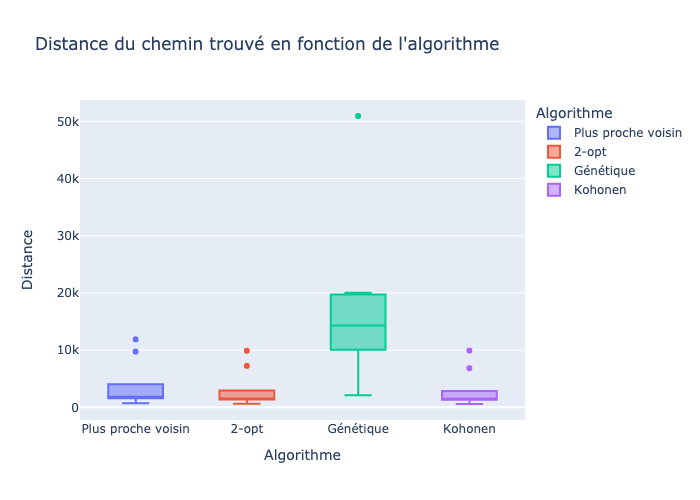 Distance du chemin trouvé en fonction de l'algorithme
50k
40k
30k
20k
10k
0
Distance
Plus proche voisin
2-opt
Génétique
Kohonen
Algorithme
Algorithme
Plus proche voisin
2-opt
Génétique
Kohonen